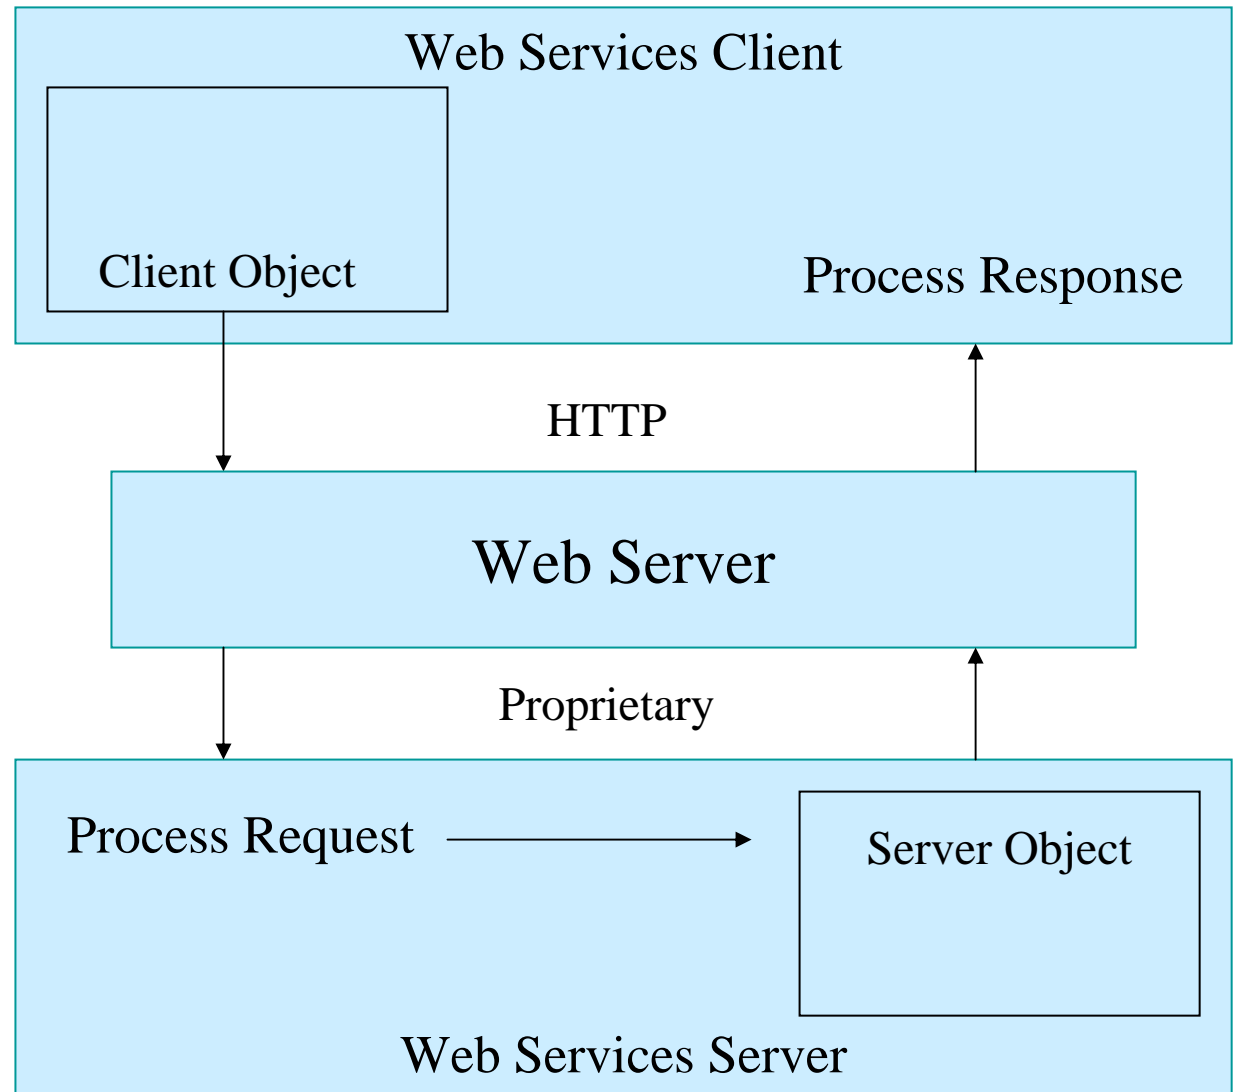 Web Services Client
Client Object
Process Response
HTTP
Web Server
Proprietary
Process Request
Server Object
Web Services Server